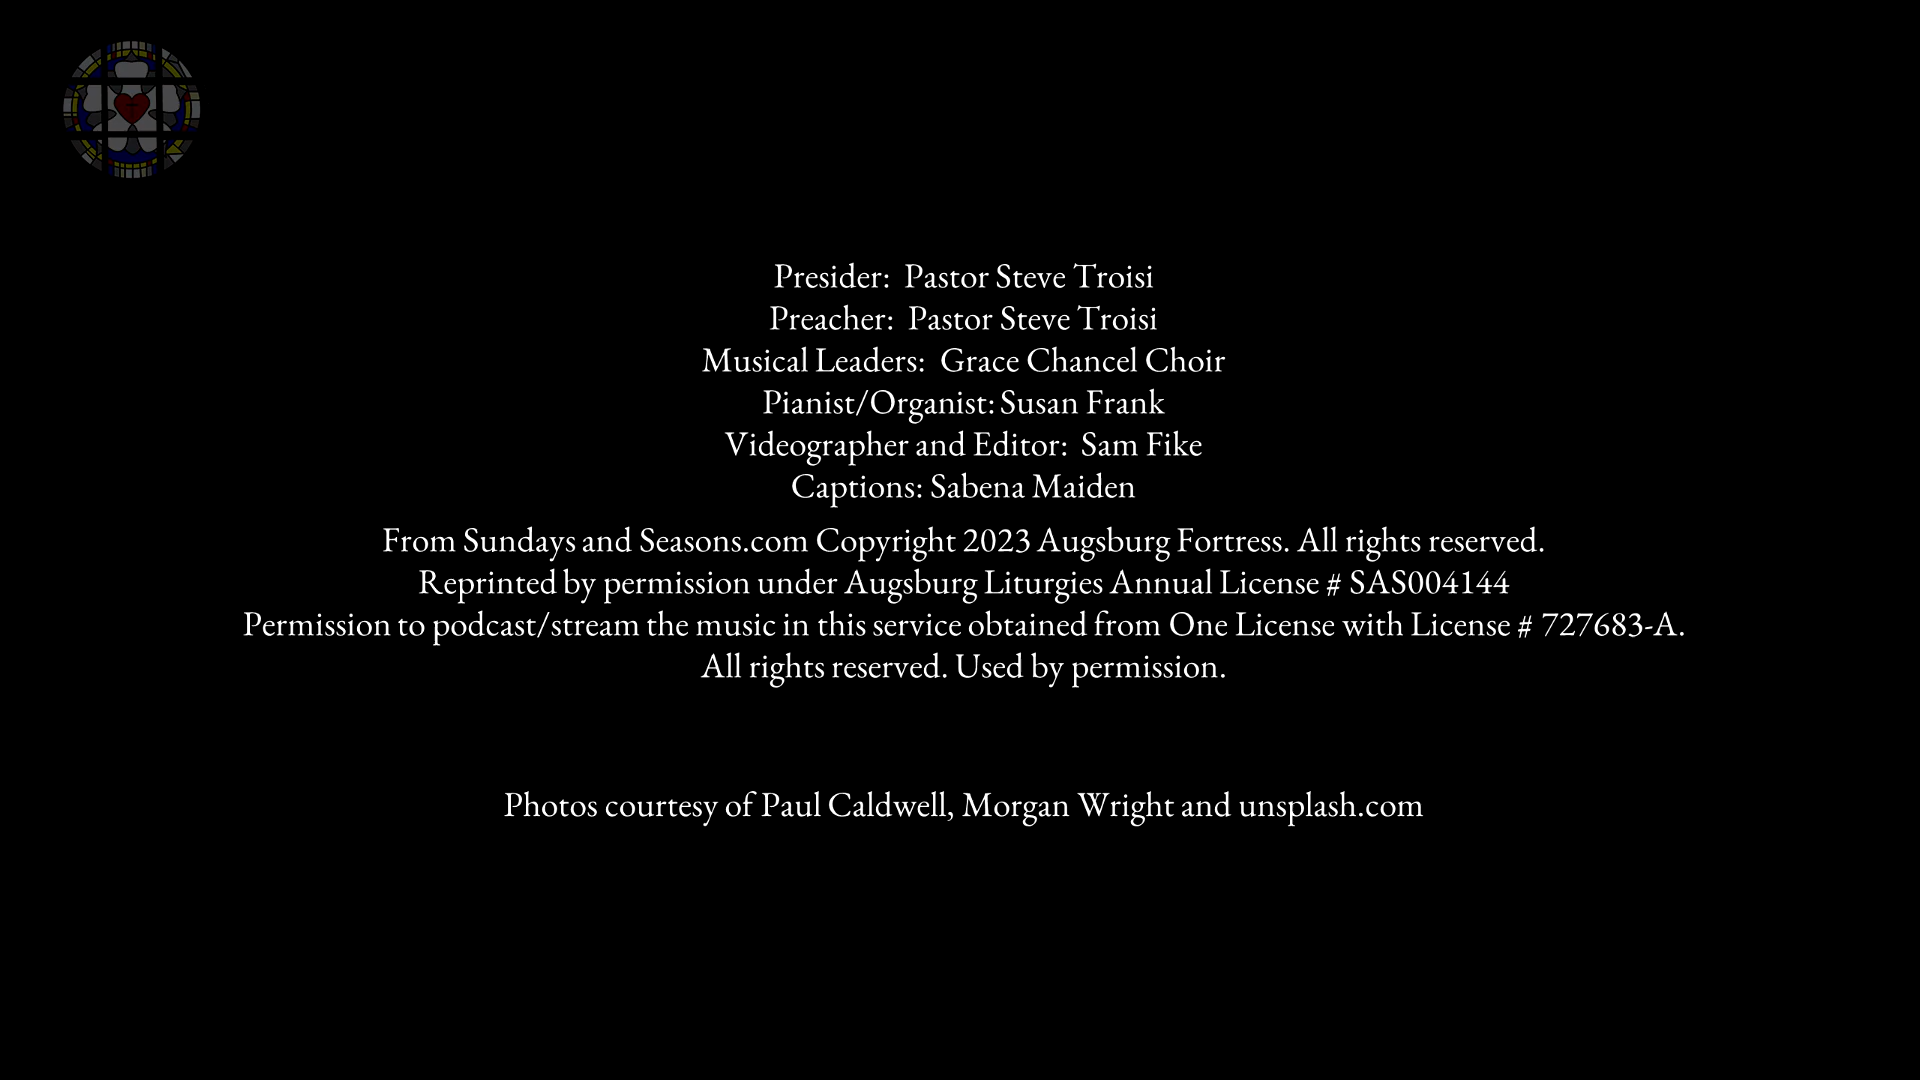 Presider:  Pastor Steve Troisi
Preacher:  Pastor Steve Troisi
Musical Leaders:  Grace Chancel Choir
Pianist/Organist: Susan Frank
Videographer and Editor:  Sam Fike
Captions: Sabena Maiden
From Sundays and Seasons.com Copyright 2023 Augsburg Fortress. All rights reserved.
Reprinted by permission under Augsburg Liturgies Annual License # SAS004144
Permission to podcast/stream the music in this service obtained from One License with License # 727683-A.
All rights reserved. Used by permission.
Photos courtesy of Paul Caldwell, Morgan Wright and unsplash.com